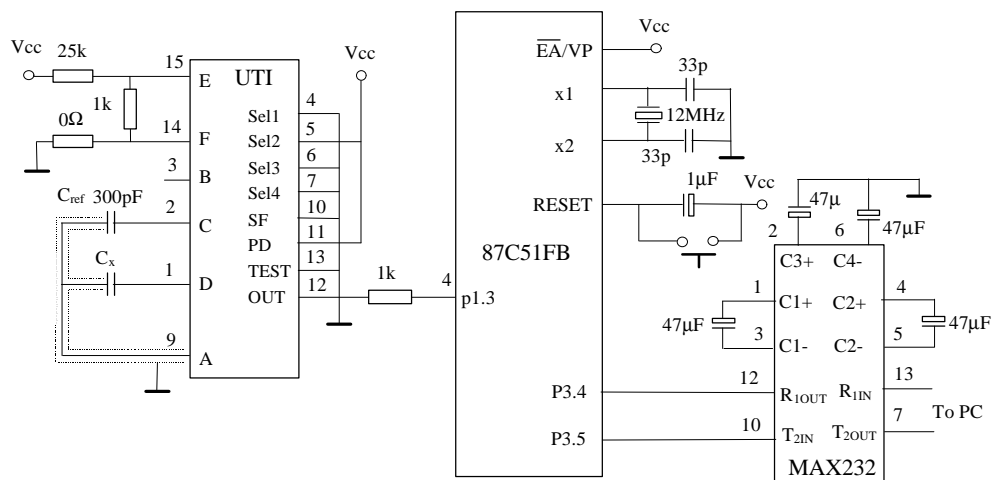 Vcc
25k
15
E
UTI
1k
0Ω
14
F
3
B
Cref 300pF
2
C
Cx
1
D
9
A
4
Sel1
5
Sel2
6
Sel3
7
Sel4
10
SF
11
PD
13
TEST
12
OUT
Vcc
1k
4
p1.3
87C51FB
EA/VP
Vcc
x1
33p
12MHz
x2
33p
RESET
1μF
Vcc
P3.4
P3.5
47μ
2
6
47μF
C3+ C4-
1
C1+ C2+
4
47μF
47μF
3
C1- C2-
5
12
R1OUT R1IN
13
10
T2IN T2OUT
7
To PC
MAX232